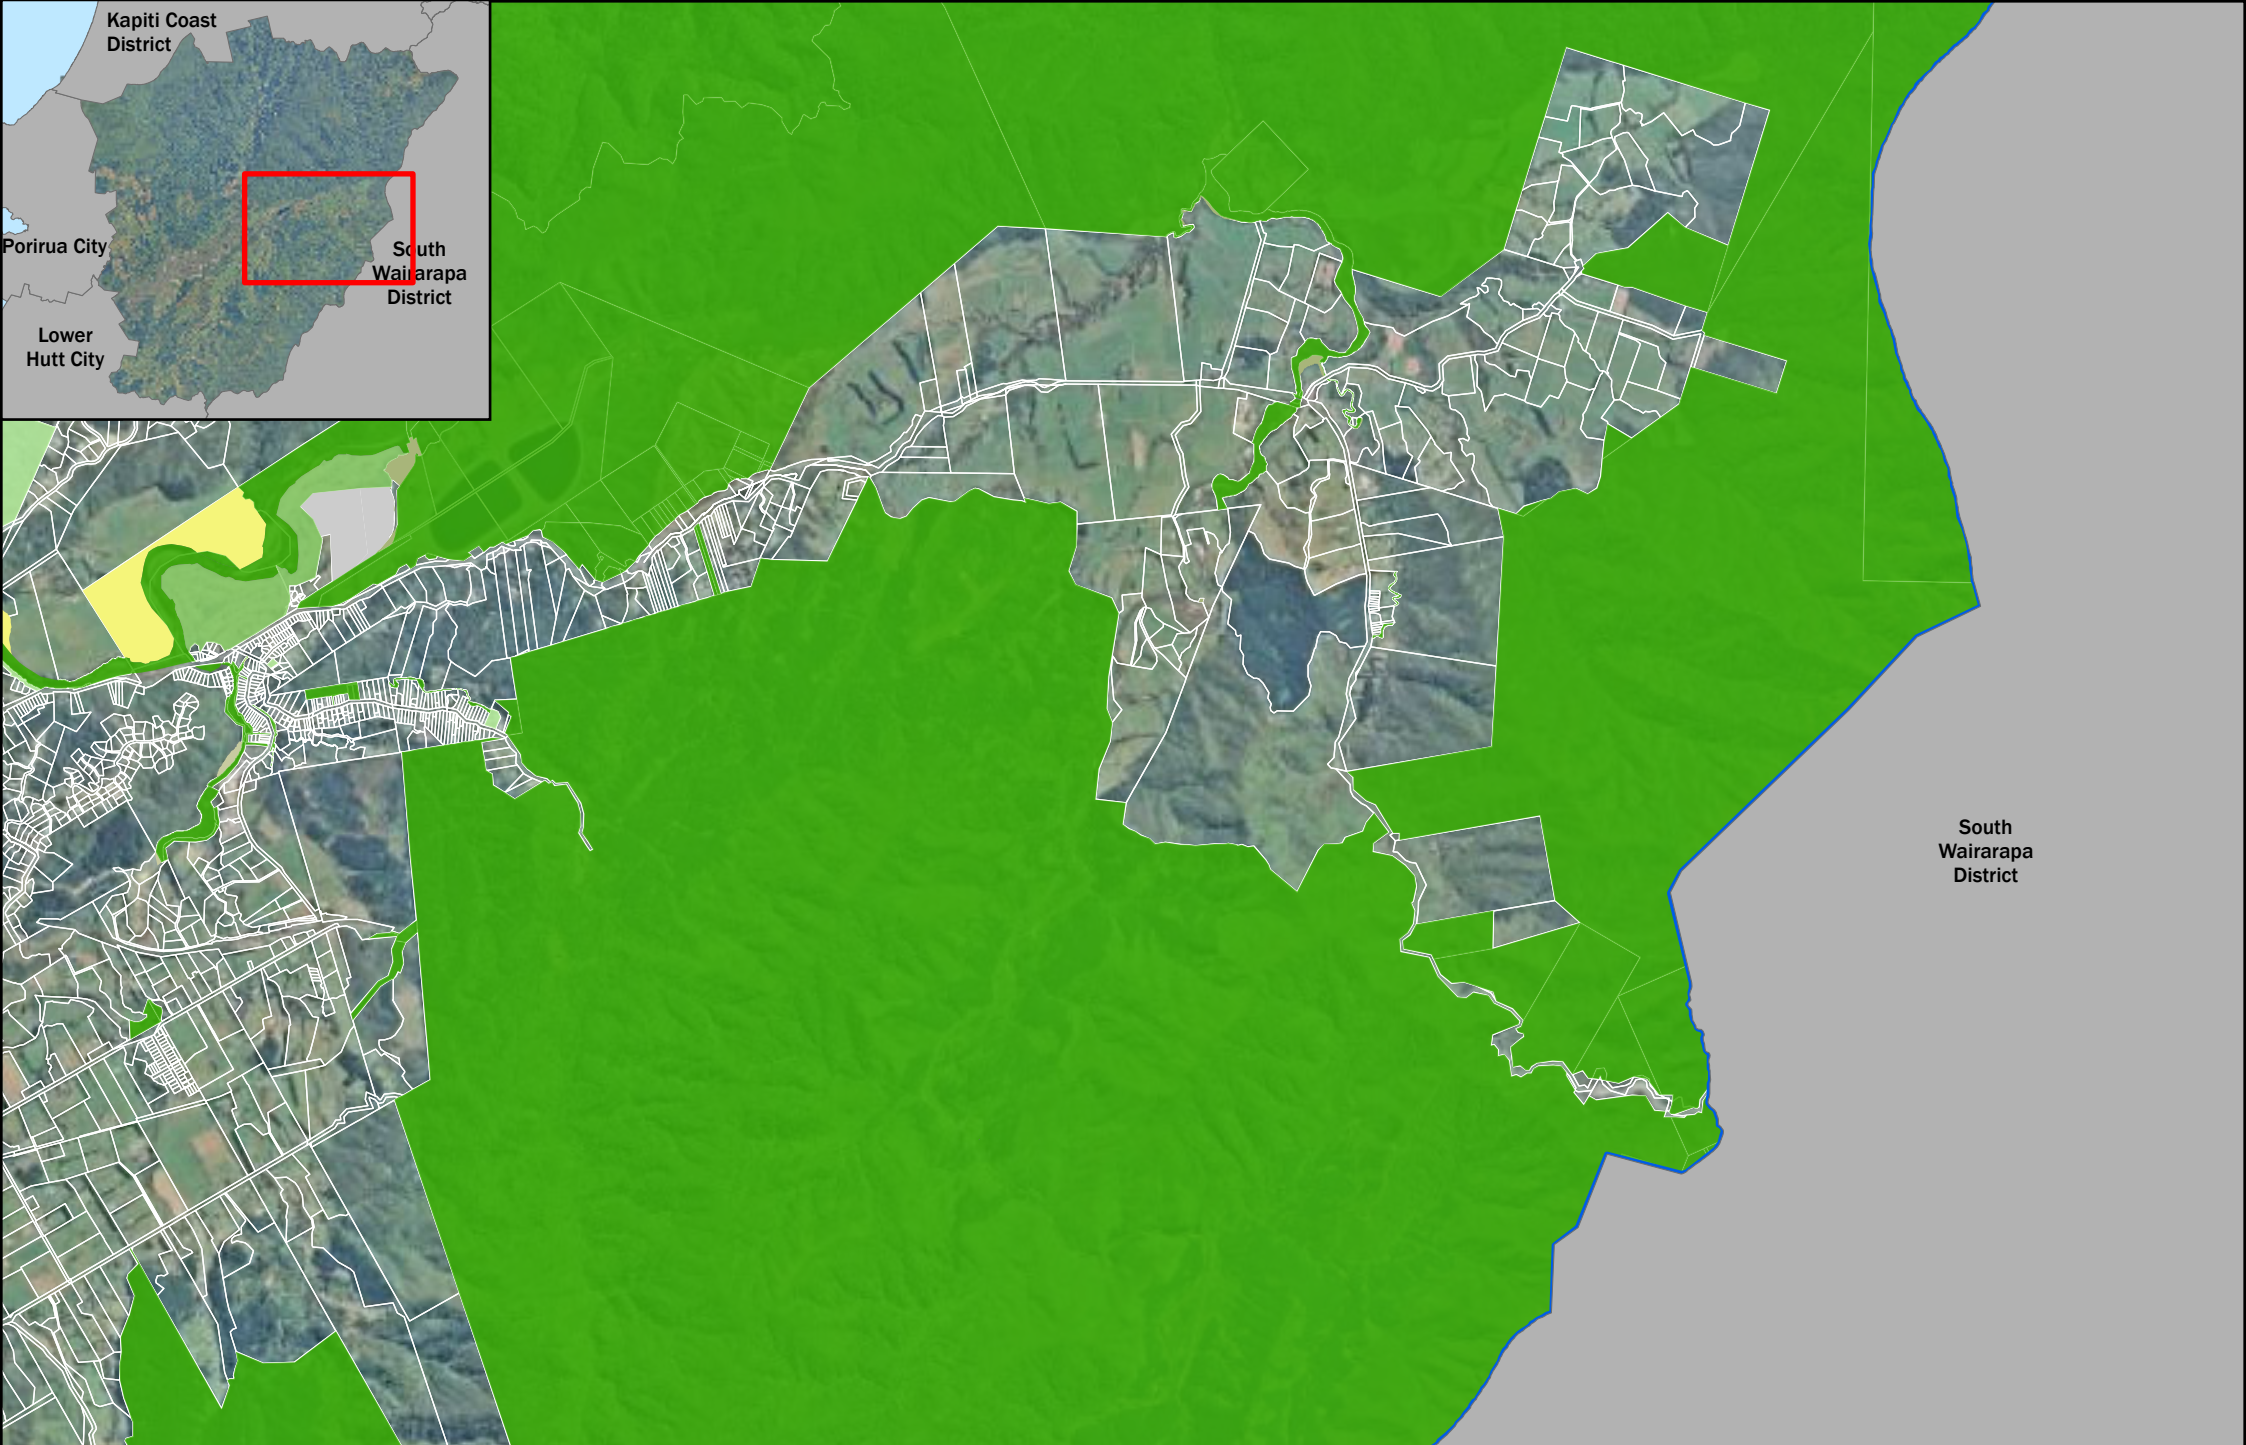 Kapiti Coast
District
Porirua City
South
Wairarapa
District
Lower
Hutt City
South
Wairarapa
District